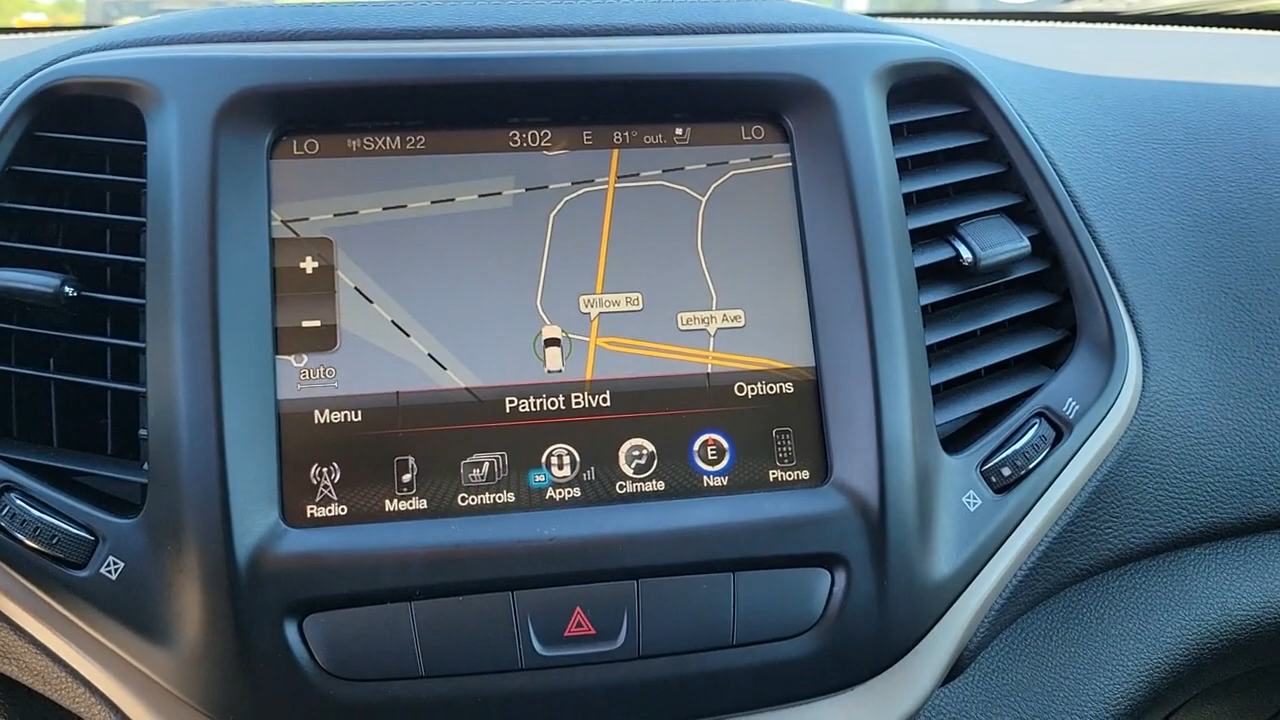 LO SXM 22 3:02 E 81° out. LO
+
Willow Rd
Lehigh Ave
−
auto
Menu Patriot Blvd Options
3G
E
Radio Media Controls Apps Climate Nav Phone